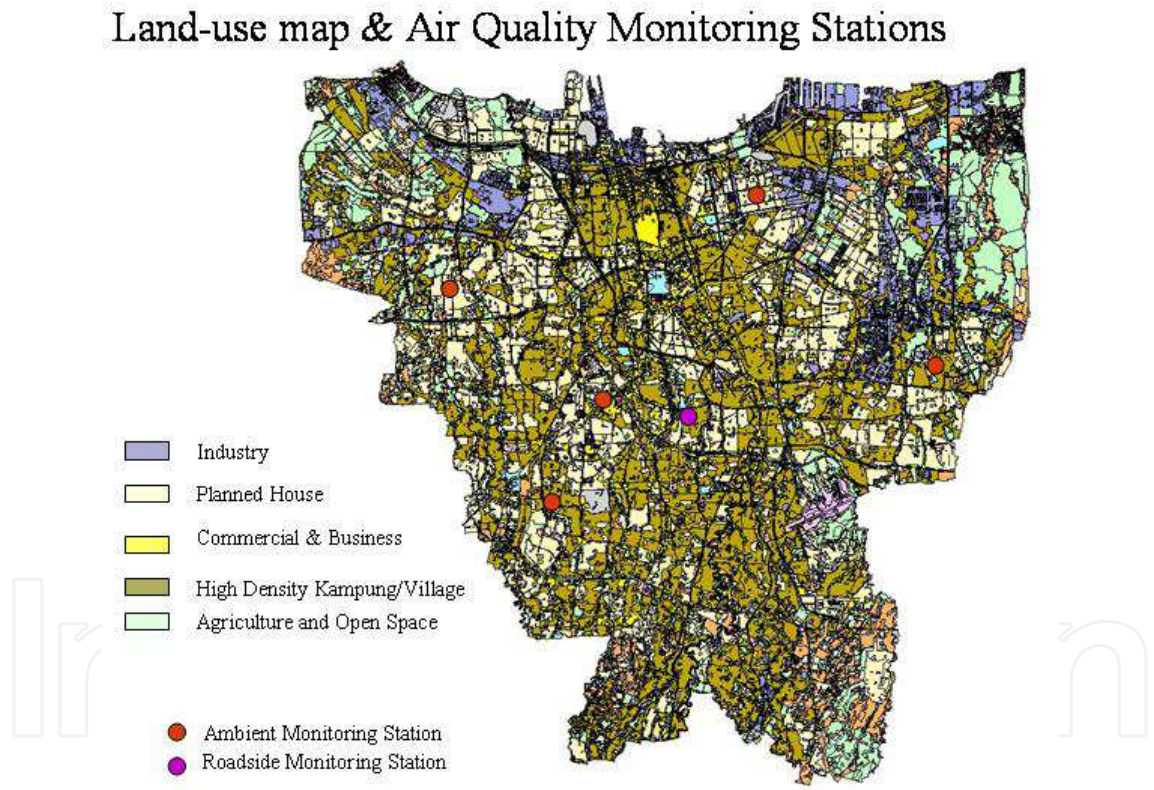 Land-use map & Air Quality Monitoring Stations
Industry
Planned House
Commercial & Business
High Density Kampung/Village
Agriculture and Open Space
Ambient Monitoring Station
Roadside Monitoring Station